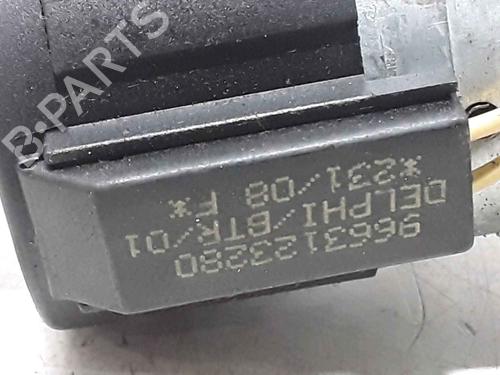 9663123280
DELPHI/BTR/01
*231/08 F*
B-PARTS